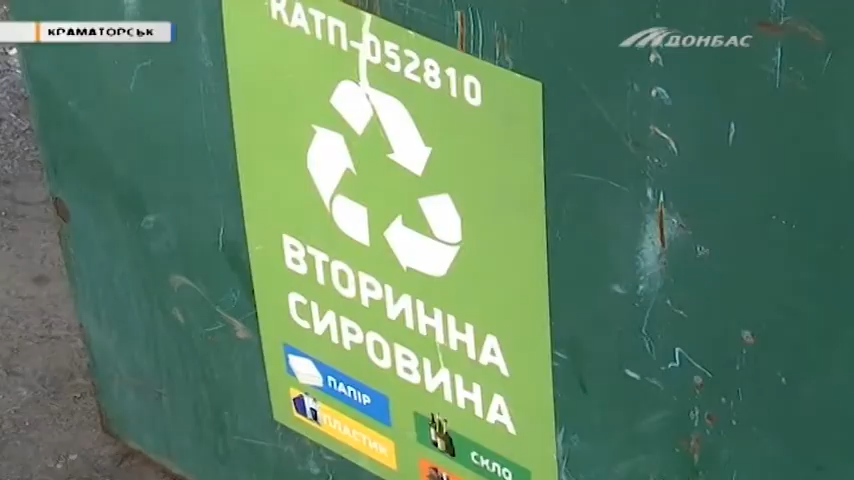 КРАМАТОРСЬК
ДОНБАС
КАТП-052810
ВТОРИННА
СИРОВИНА
ПАПІР
ПЛАСТИК
СКЛО